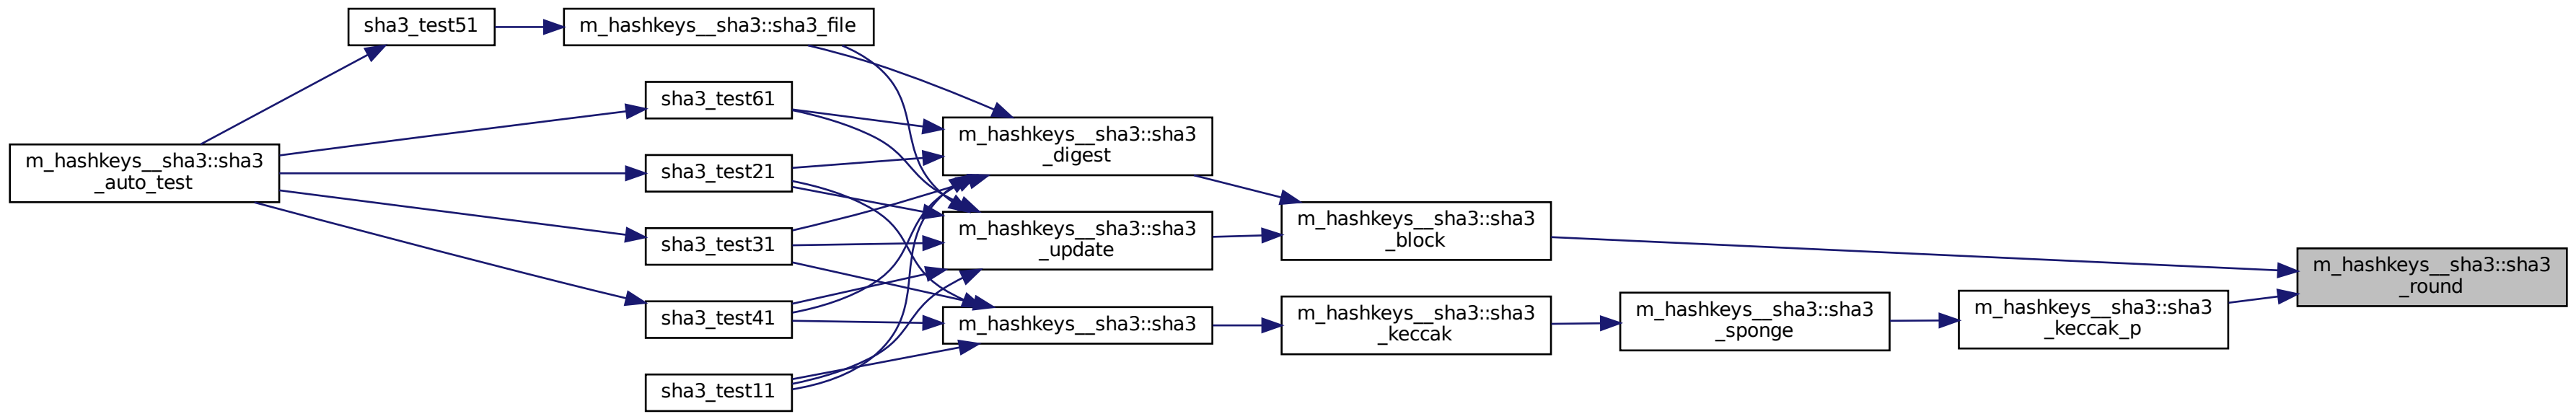 sha3_test51
m_hashkeys__sha3::sha3_file
sha3_test61
m_hashkeys__sha3::sha3
_digest
m_hashkeys__sha3::sha3
_auto_test
sha3_test21
m_hashkeys__sha3::sha3
_update
m_hashkeys__sha3::sha3
_block
sha3_test31
m_hashkeys__sha3::sha3
_round
sha3_test41
m_hashkeys__sha3::sha3
m_hashkeys__sha3::sha3
_keccak
m_hashkeys__sha3::sha3
_sponge
m_hashkeys__sha3::sha3
_keccak_p
sha3_test11